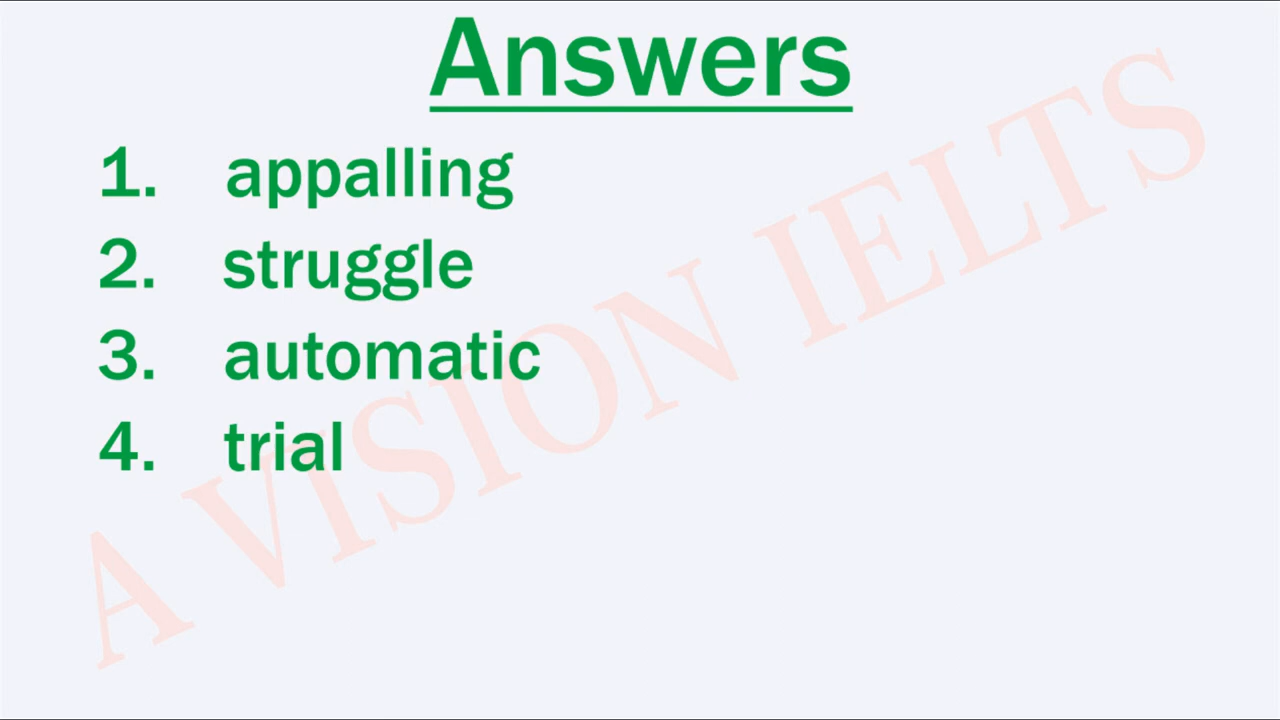 Answers
1. appalling
2. struggle
3. automatic
4. trial
A VISION IELTS